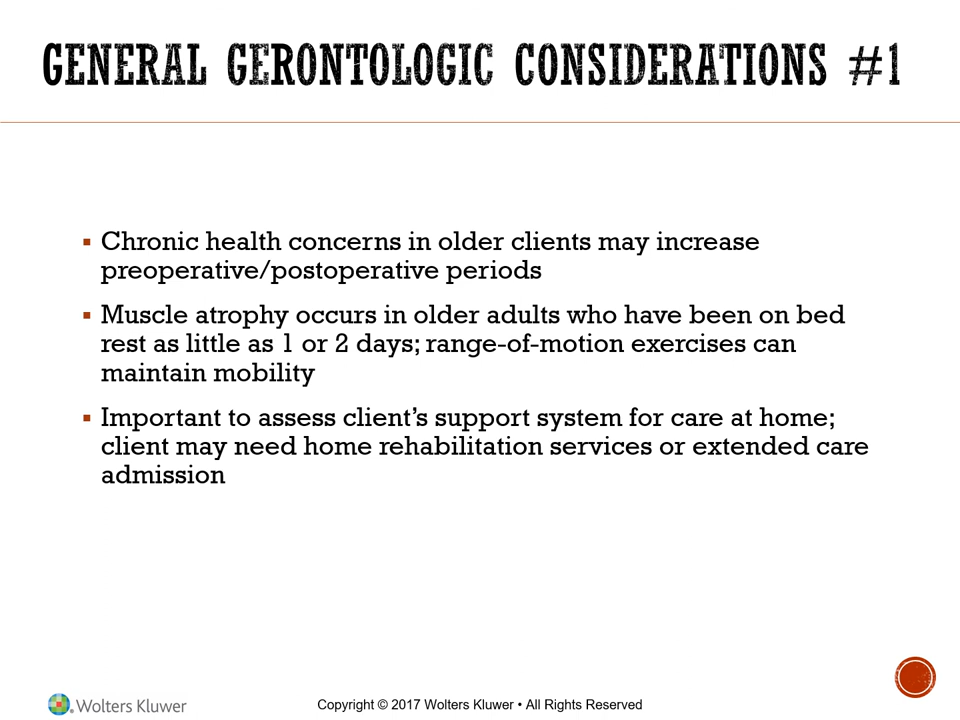 GENERAL GERONTOLOGIC CONSIDERATIONS #1
▪ Chronic health concerns in older clients may increase
preoperative/postoperative periods
▪ Muscle atrophy occurs in older adults who have been on bed
rest as little as 1 or 2 days; range-of-motion exercises can
maintain mobility
▪ Important to assess client’s support system for care at home;
client may need home rehabilitation services or extended care
admission
Wolters Kluwer
Copyright © 2017 Wolters Kluwer • All Rights Reserved